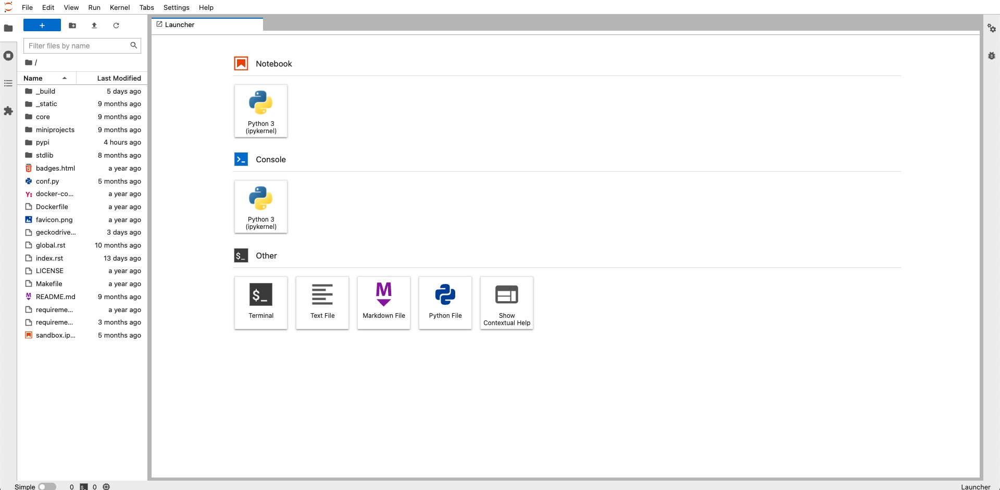 File Edit View Run Kernel Tabs Settings Help
+
Filter files by name
/
Name Last Modified
_build 5 days ago
_static 9 months ago
core 9 months ago
miniprojects 9 months ago
pypi 4 hours ago
stdlib 8 months ago
badges.html a year ago
conf.py 5 months ago
docker-co... a year ago
Dockerfile a year ago
favicon.png a year ago
geckodrive... 3 days ago
global.rst 10 months ago
index.rst 13 days ago
LICENSE a year ago
Makefile a year ago
README.md 9 months ago
requireme... a year ago
requireme... 3 months ago
sandbox.ip... 5 months ago
Launcher
Notebook
Python 3
(ipykernel)
Console
Python 3
(ipykernel)
$_ Other
$_
Terminal
Text File
M
Markdown File
Python File
Show
Contextual Help
Simple 0 $_ 0 Launcher